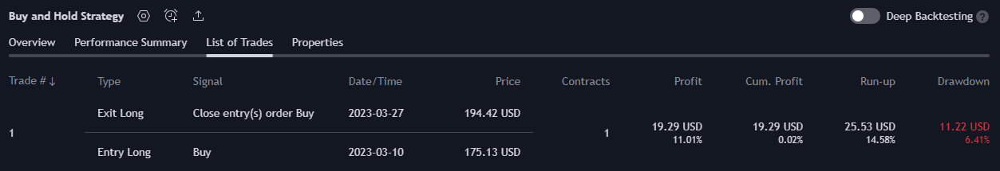 Buy and Hold Strategy
Deep Backtesting ?
Overview Performance Summary List of Trades Properties
Trade # ↓ Type Signal Date/Time Price Contracts Profit Cum. Profit Run-up Drawdown
Exit Long Close entry(s) order Buy 2023-03-27 194.42 USD
1 1 19.29 USD 19.29 USD 25.53 USD 11.22 USD
11.01% 0.02% 14.58% 6.41%
Entry Long Buy 2023-03-10 175.13 USD